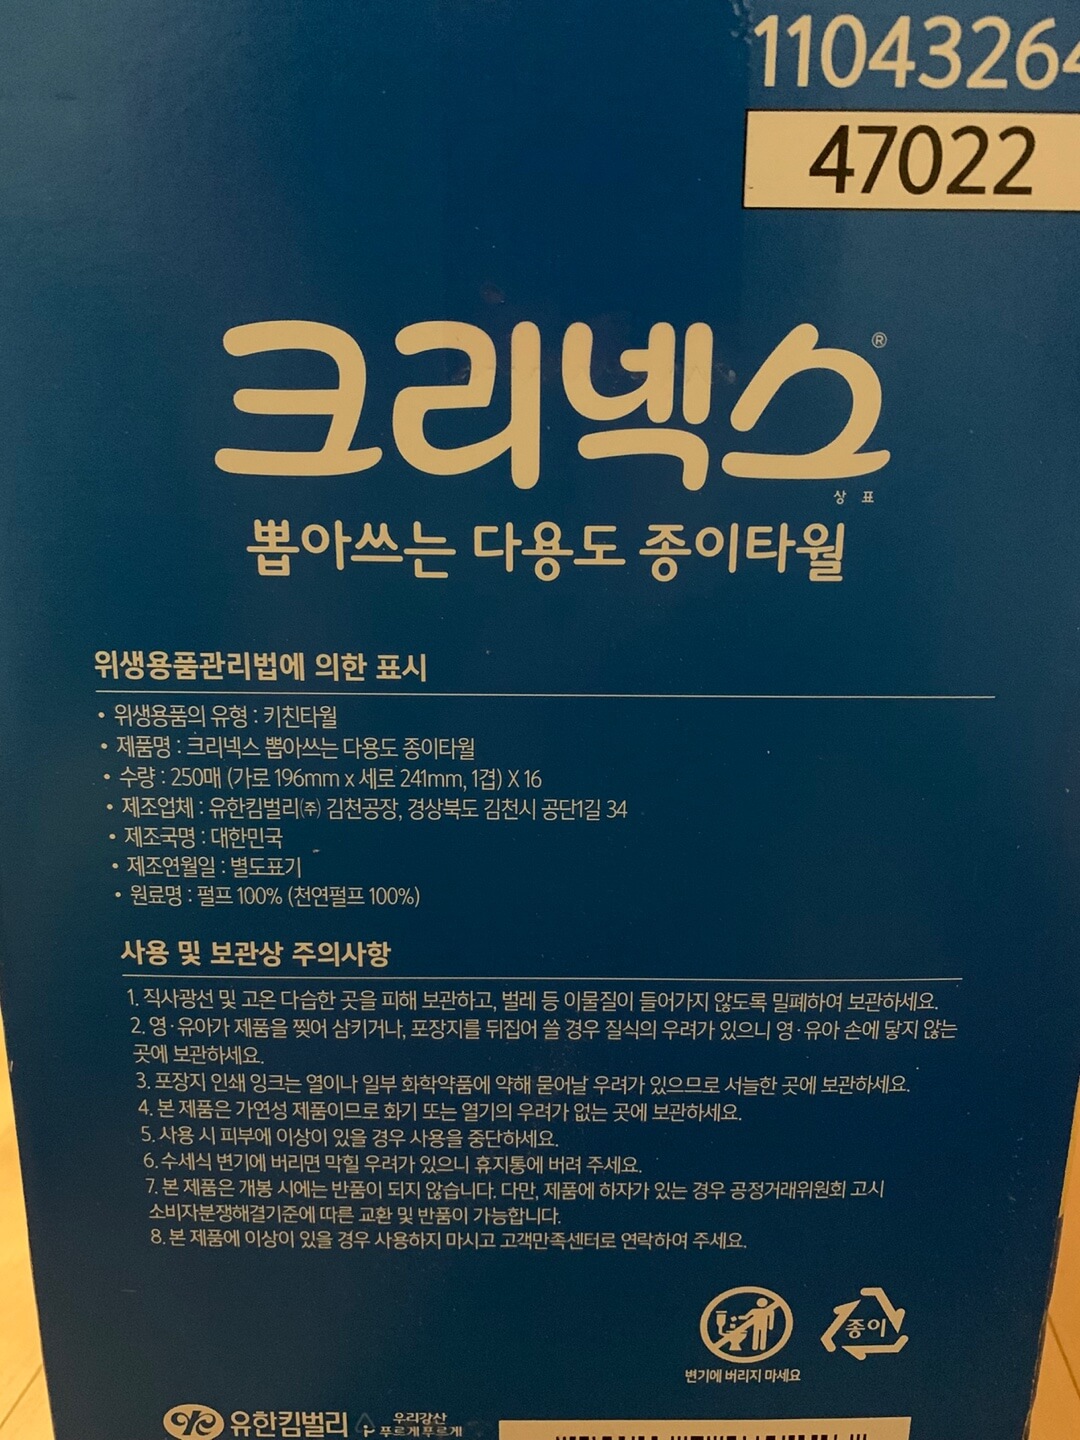 11043264
47022
크리넥스®
상 표
뽑아쓰는 다용도 종이타월
위생용품관리법에 의한 표시
• 위생용품의 유형 : 키친타월
• 제품명 : 크리넥스 뽑아쓰는 다용도 종이타월
• 수량 : 250매 (가로 196mm x 세로 241mm, 1겹) X 16
• 제조업체 : 유한킴벌리㈜ 김천공장, 경상북도 김천시 공단1길 34
• 제조국명 : 대한민국
• 제조연월일 : 별도표기
• 원료명 : 펄프 100% (천연펄프 100%)
사용 및 보관상 주의사항
1. 직사광선 및 고온 다습한 곳을 피해 보관하고, 벌레 등 이물질이 들어가지 않도록 밀폐하여 보관하세요.
2. 영·유아가 제품을 찢어 삼키거나, 포장지를 뒤집어 쓸 경우 질식의 우려가 있으니 영·유아 손에 닿지 않는
곳에 보관하세요.
3. 포장지 인쇄 잉크는 열이나 일부 화학약품에 약해 묻어날 우려가 있으므로 서늘한 곳에 보관하세요.
4. 본 제품은 가연성 제품이므로 화기 또는 열기의 우려가 없는 곳에 보관하세요.
5. 사용 시 피부에 이상이 있을 경우 사용을 중단하세요.
6. 수세식 변기에 버리면 막힐 우려가 있으니 휴지통에 버려 주세요.
7. 본 제품은 개봉 시에는 반품이 되지 않습니다. 다만, 제품에 하자가 있는 경우 공정거래위원회 고시
소비자분쟁해결기준에 따른 교환 및 반품이 가능합니다.
8. 본 제품에 이상이 있을 경우 사용하지 마시고 고객만족센터로 연락하여 주세요.
종이
변기에 버리지 마세요
유한킴벌리
우리강산
푸르게푸르게